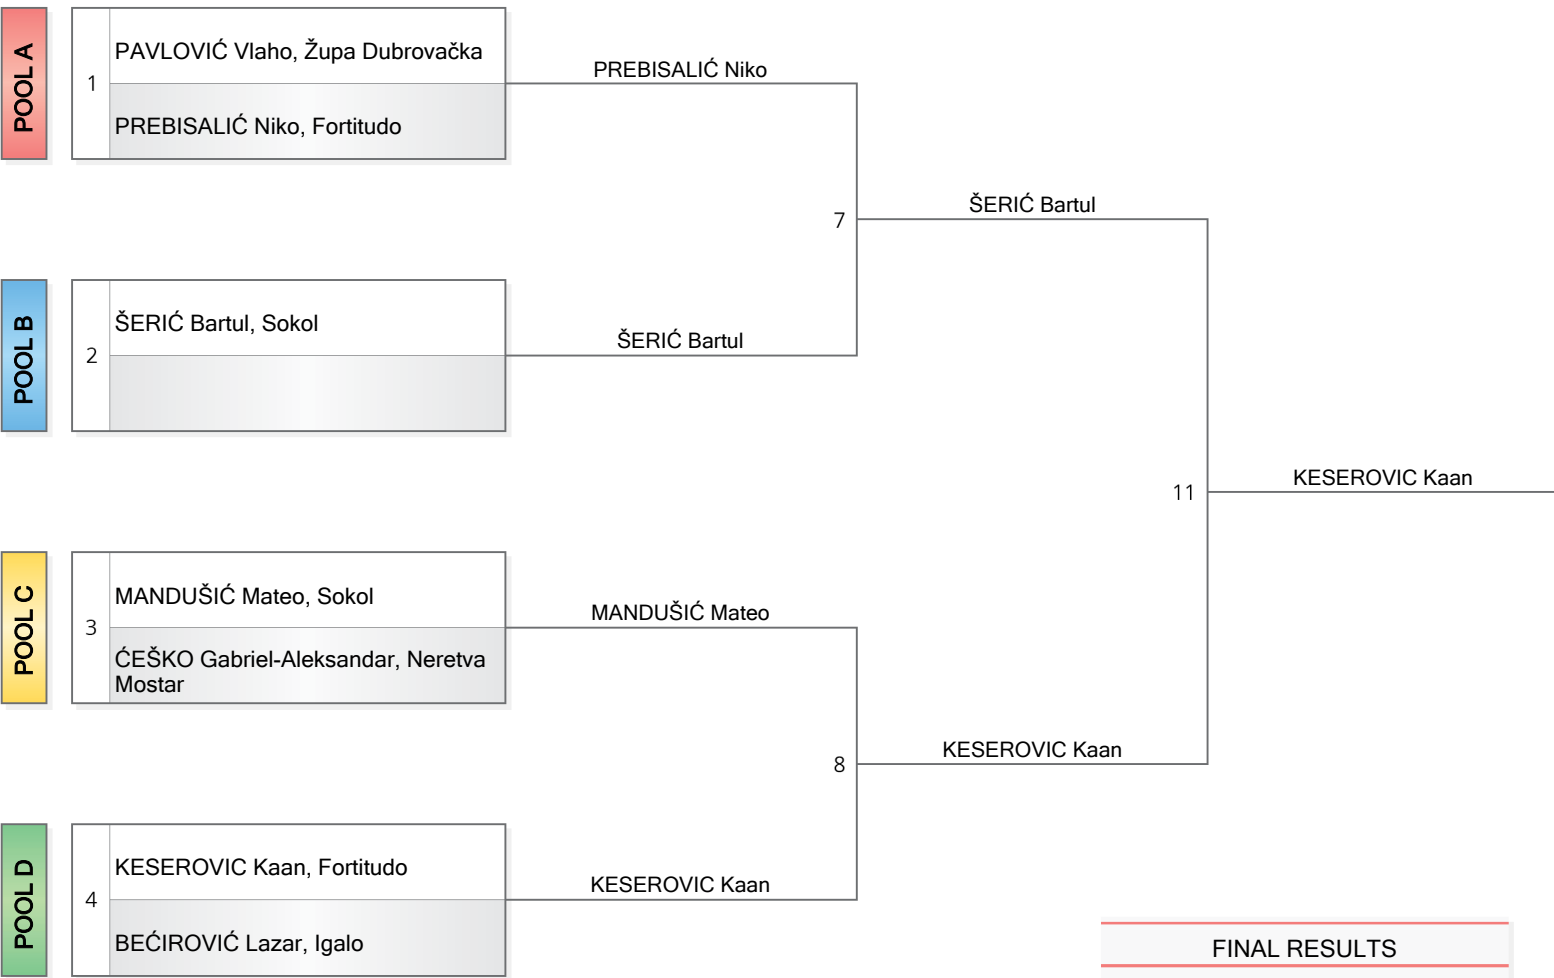 POOL A
1
PAVLOVIĆ Vlaho, Župa Dubrovačka
PREBISALIĆ Niko, Fortitudo
PREBISALIĆ Niko
7
ŠERIĆ Bartul
POOL B
2
ŠERIĆ Bartul, Sokol
ŠERIĆ Bartul
11
KESEROVIC Kaan
POOL C
3
MANDUŠIĆ Mateo, Sokol
ĆEŠKO Gabriel-Aleksandar, Neretva
Mostar
MANDUŠIĆ Mateo
8
KESEROVIC Kaan
POOL D
4
KESEROVIC Kaan, Fortitudo
BEĆIROVIĆ Lazar, Igalo
KESEROVIC Kaan
FINAL RESULTS